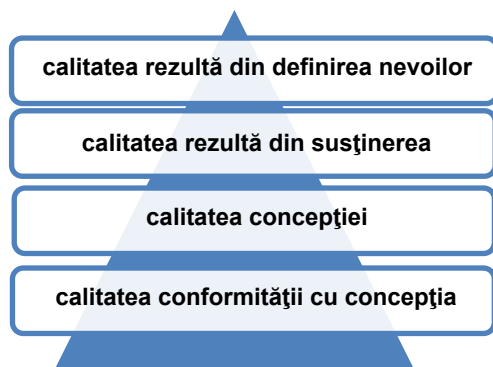 calitatea rezultă din definirea nevoilor
calitatea rezultă din susţinerea
calitatea concepţiei
calitatea conformităţii cu concepţia